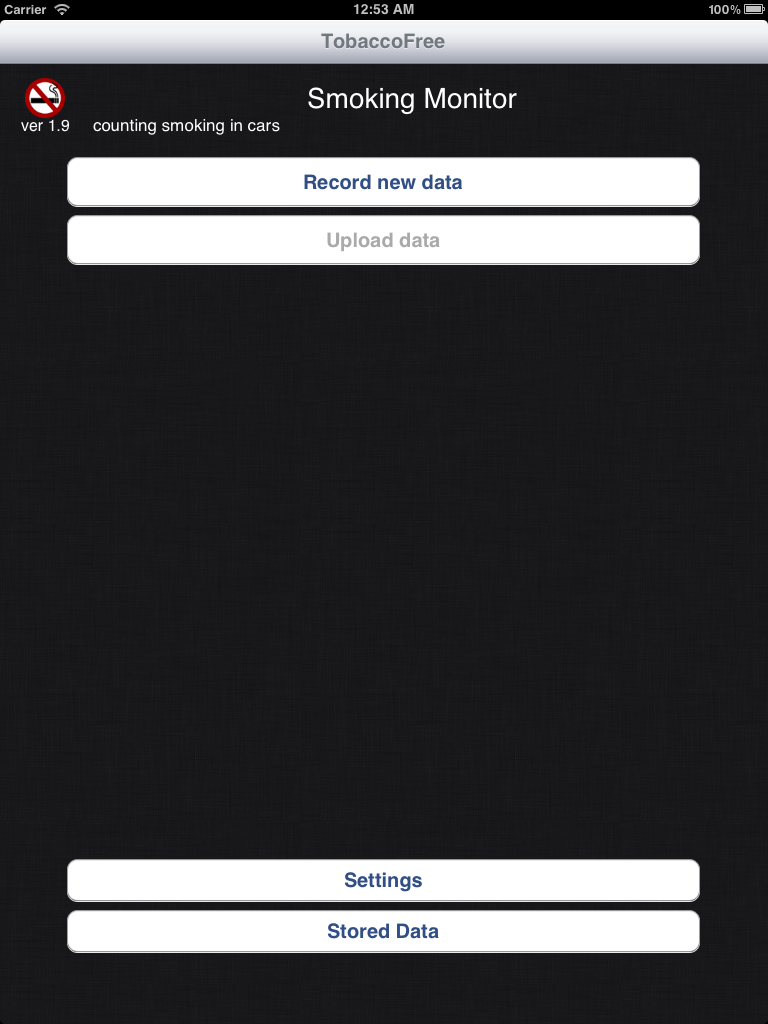 Carrier 12:53 AM 100%
TobaccoFree
Smoking Monitor
ver 1.9 counting smoking in cars
Record new data
Upload data
Settings
Stored Data